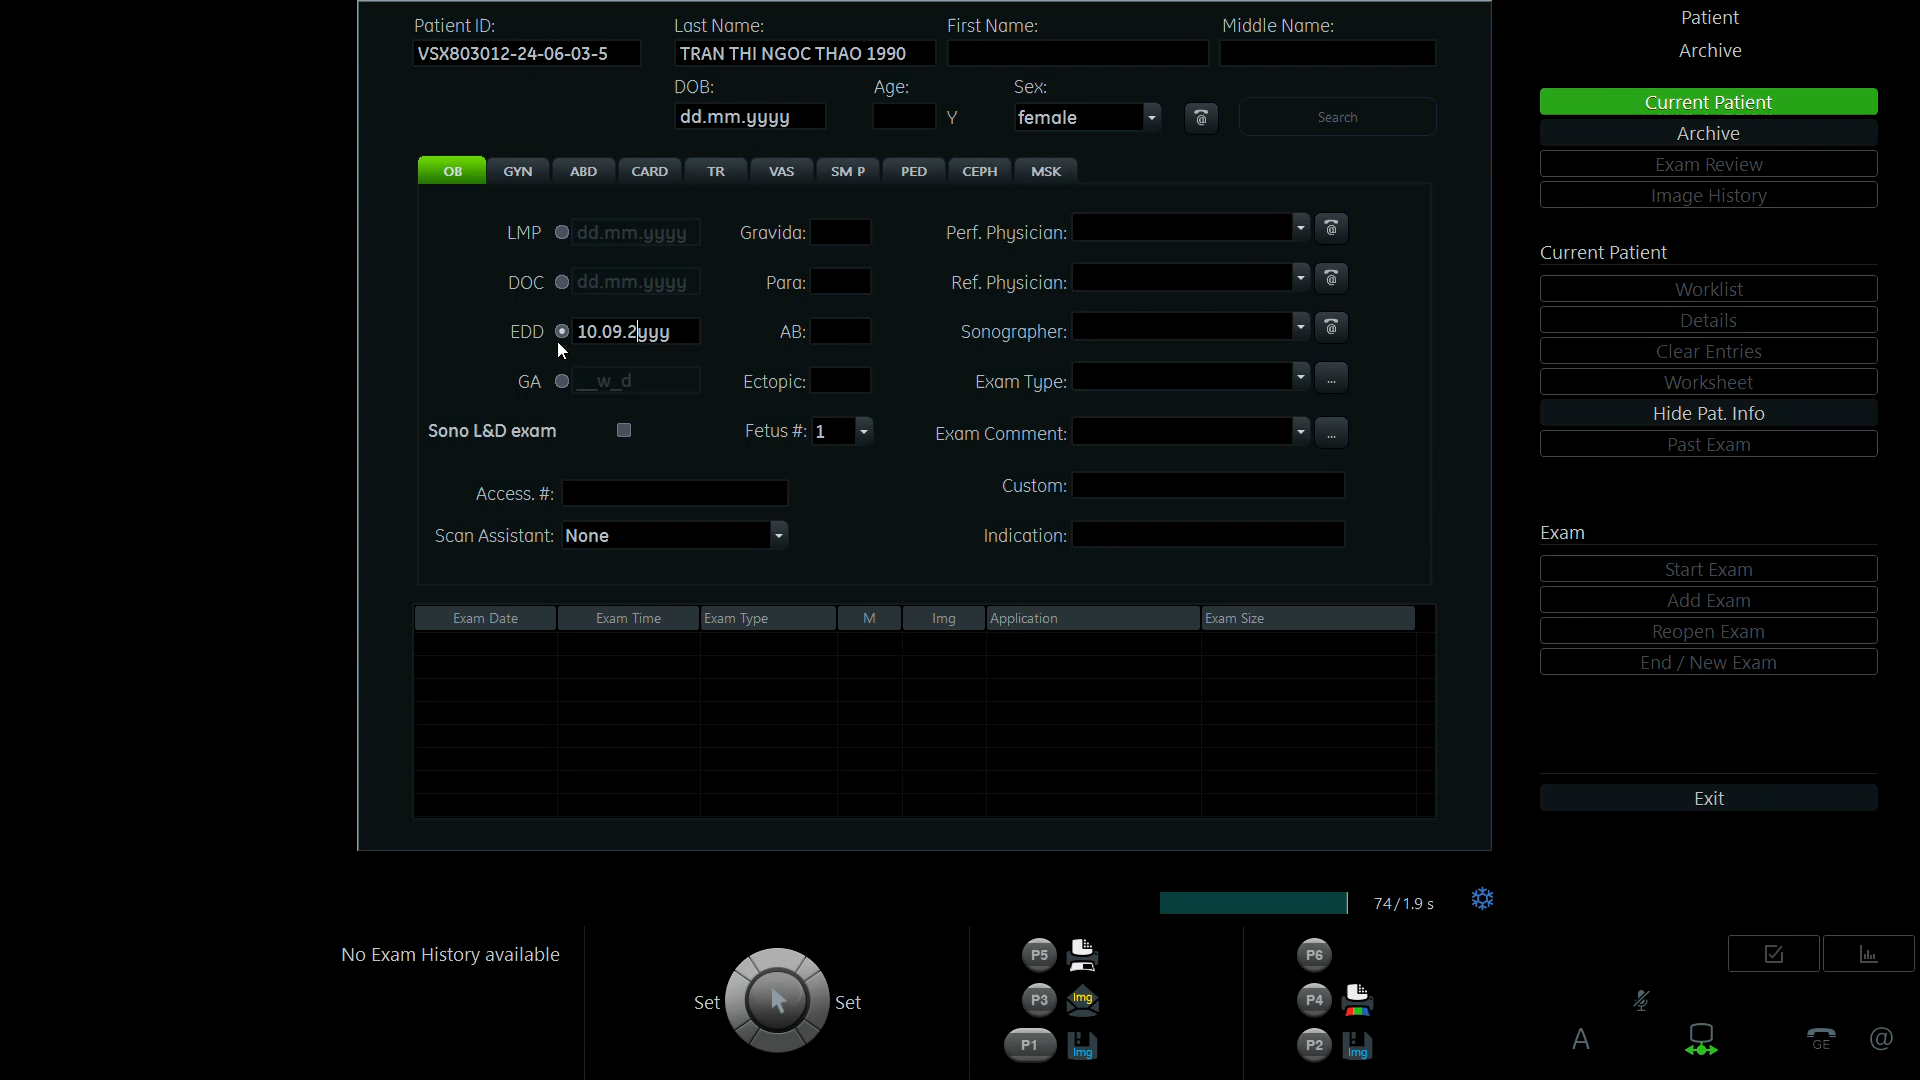 Patient ID: Last Name: First Name: Middle Name:
VSX803012-24-06-03-5 TRAN THI NGOC THAO 1990
DOB: Age: Sex:
dd.mm.yyyy Y female @ Search
OB GYN ABD CARD TR VAS SM P PED CEPH MSK
LMP dd.mm.yyyy Gravida: Perf. Physician: @
DOC dd.mm.yyyy Para: Ref. Physician: @
EDD 10.09.2yyy AB: Sonographer: @
GA __w_d Ectopic: Exam Type: ...
Sono L&D exam Fetus #: 1 Exam Comment: ...
Access. #: Custom:
Scan Assistant: None Indication:
Exam Date Exam Time Exam Type M Img Application Exam Size
74/1.9 s
No Exam History available
Set Set
P5 P6
P3 Img P4
P1 Img P2 Img
Patient
Archive
Current Patient
Archive
Exam Review
Image History
Current Patient
Worklist
Details
Clear Entries
Worksheet
Hide Pat. Info
Past Exam
Exam
Start Exam
Add Exam
Reopen Exam
End / New Exam
Exit
A GE @